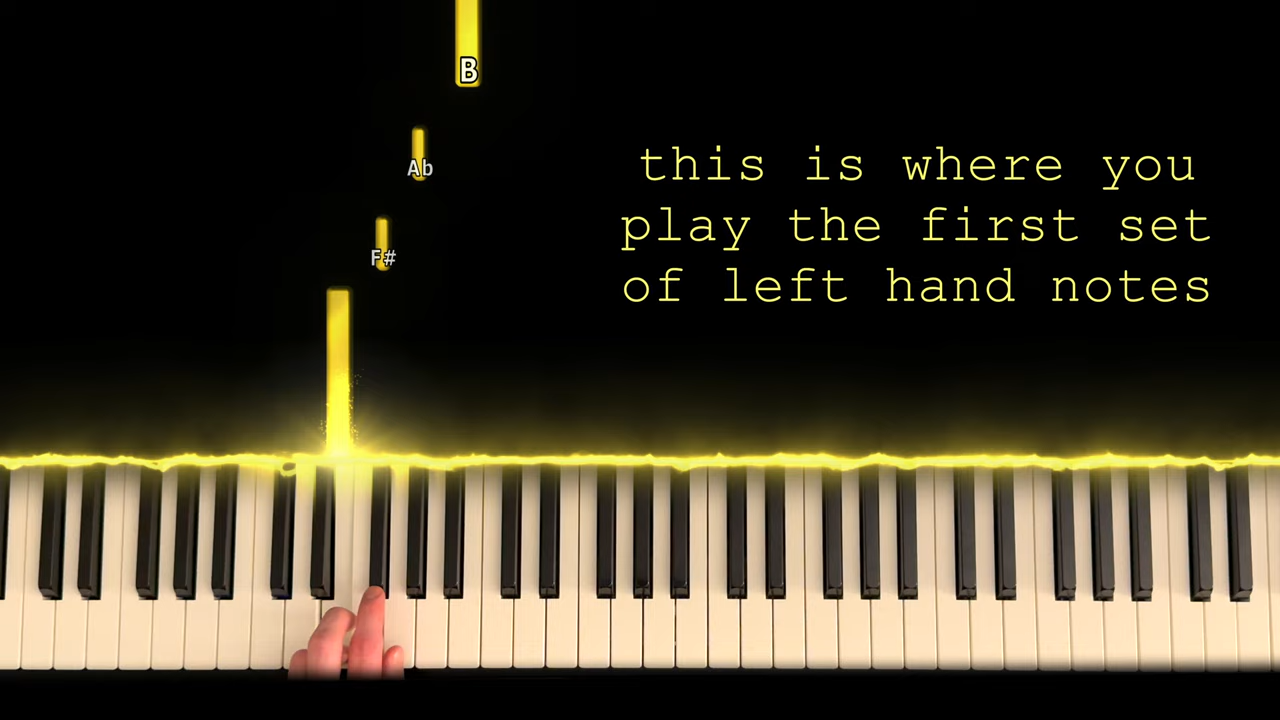 B
Ab
F#
this is where you
play the first set
of left hand notes